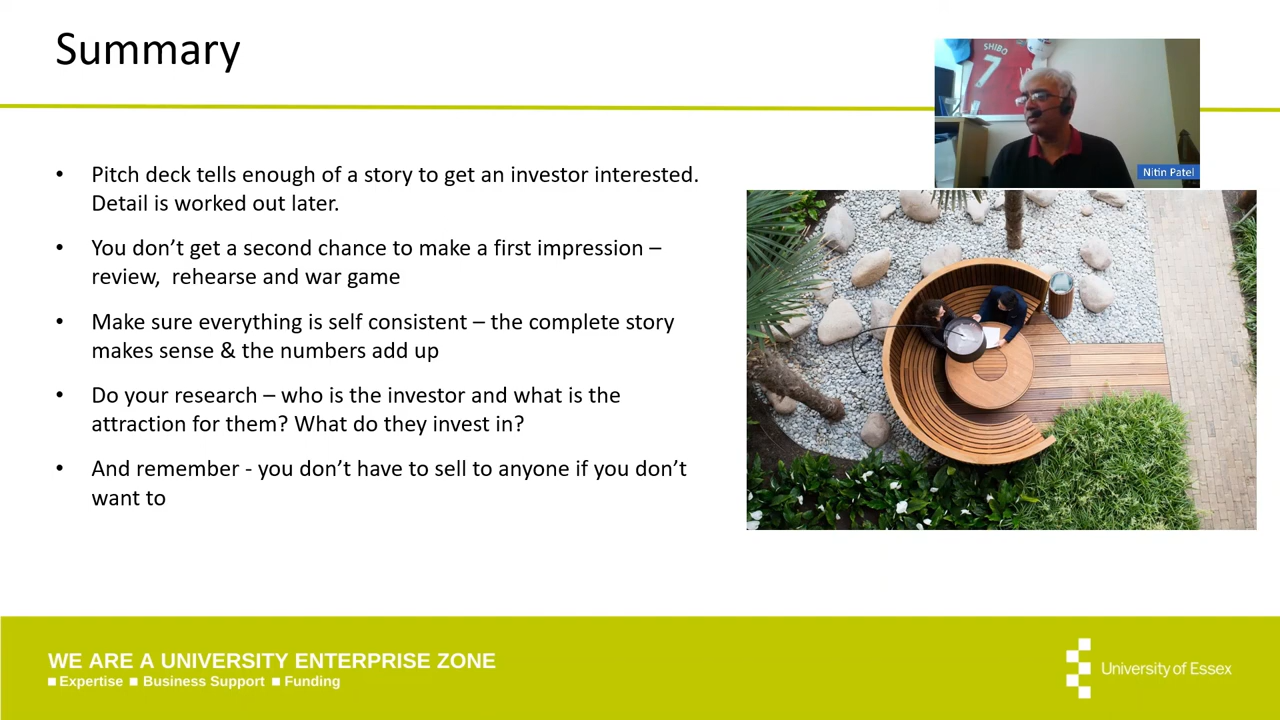 Summary
SHIBO
7
Nitin Patel
• Pitch deck tells enough of a story to get an investor interested.
Detail is worked out later.
• You don’t get a second chance to make a first impression –
review,  rehearse and war game
• Make sure everything is self consistent – the complete story
makes sense & the numbers add up
• Do your research – who is the investor and what is the
attraction for them? What do they invest in?
• And remember - you don’t have to sell to anyone if you don’t
want to
WE ARE A UNIVERSITY ENTERPRISE ZONE
■ Expertise ■ Business Support ■ Funding
University of Essex